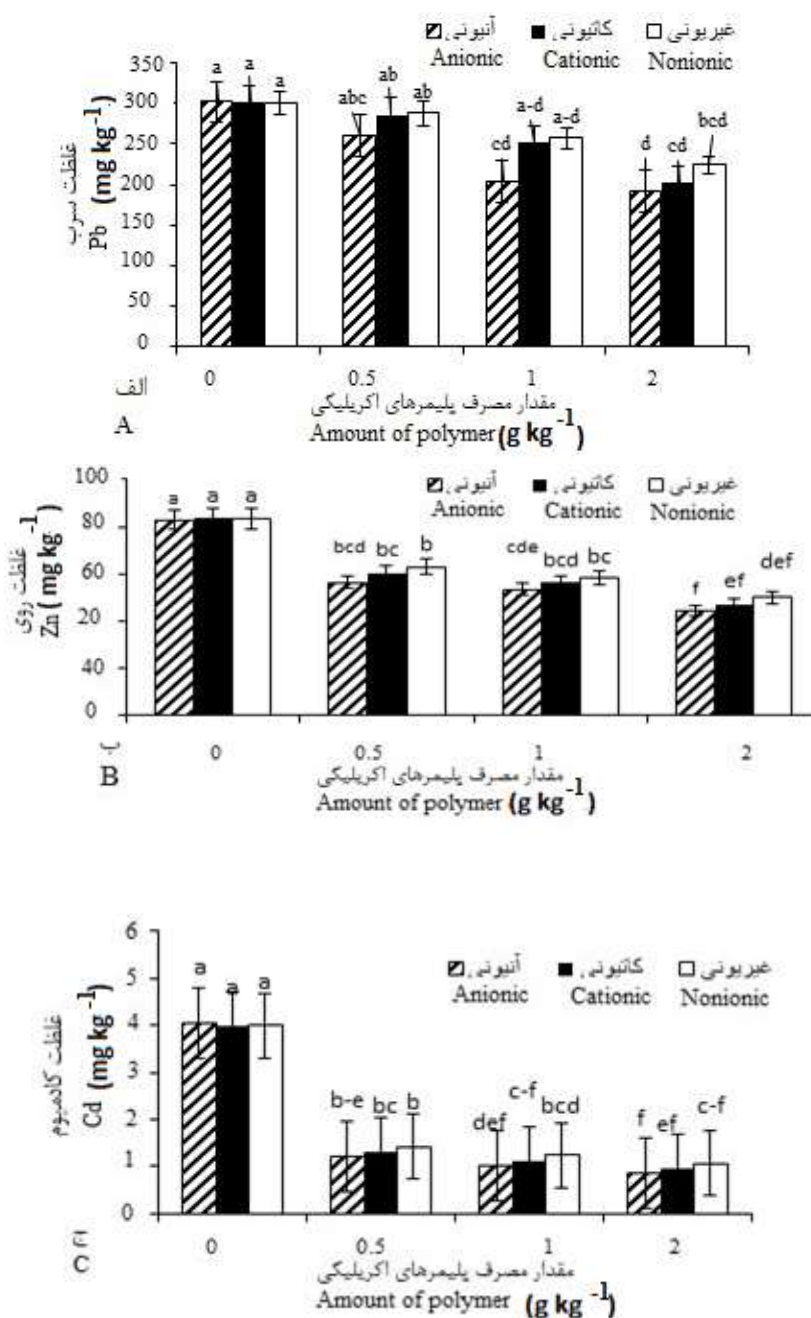 آنیونی کاتیونی غیریونی
Anionic Cationic Nonionic
350
300
250
200
150
100
50
0
غلظت سرب
Pb (mg kg-1)
a a a abc ab ab cd a-d a-d d cd bcd
0 0.5 1 2
الف
A
مقدار مصرف پلیمرهای اکریلیکی
Amount of polymer (g kg-1)
آنیونی کاتیونی غیریونی
Anionic Cationic Nonionic
100
80
60
20
40
0
غلظت روی
Zn ( mg kg-1)
a a a bcd bc b cde bcd bc f ef def
0 0.5 1 2
B
مقدار مصرف پلیمرهای اکریلیکی
Amount of polymer (g kg-1)
آنیونی کاتیونی غیریونی
Anionic Cationic Nonionic
6
5
4
3
2
1
0
غلظت کادمیوم
Cd (mg kg-1)
a a a b-e bc b def c-f bcd f ef c-f
0 0.5 1 2
C
مقدار مصرف پلیمرهای اکریلیکی
Amount of polymer (g kg-1)